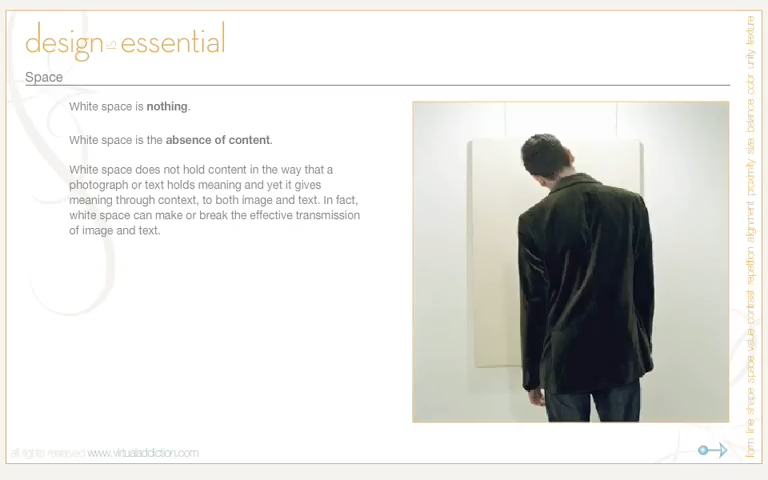 design is essential
Space
White space is nothing.
White space is the absence of content.
White space does not hold content in the way that a
photograph or text holds meaning and yet it gives
meaning through context, to both image and text. In fact,
white space can make or break the effective transmission
of image and text.
form line shape space value contrast repetition alignment proximity size balance color unity texture
all rights reserved www.virtualaddiction.com